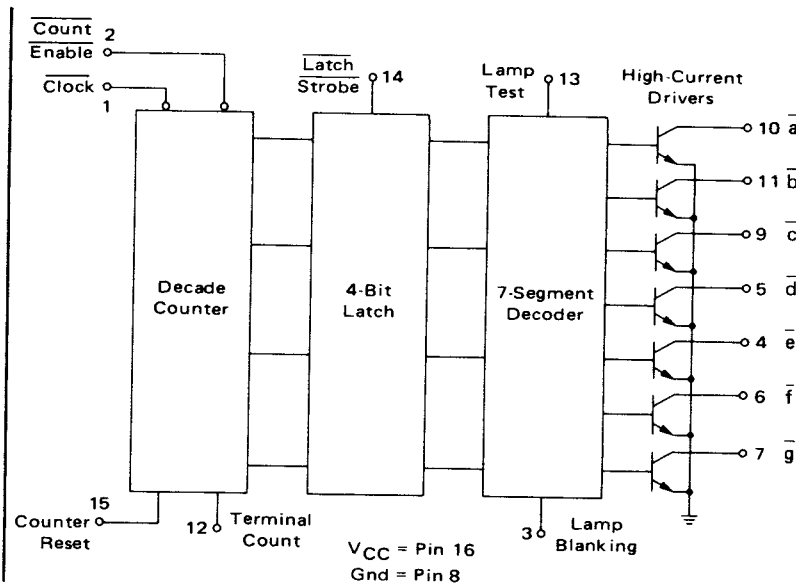 Count 2
Enable
Clock
1
Latch
Strobe 14
Lamp 13
Test
High-Current
Drivers
10 a
11 b
9 c
5 d
4 e
6 f
7 g
Decade
Counter
4-Bit
Latch
7-Segment
Decoder
15
Counter
Reset
12 Terminal
Count
3 Lamp
Blanking
VCC = Pin 16
Gnd = Pin 8